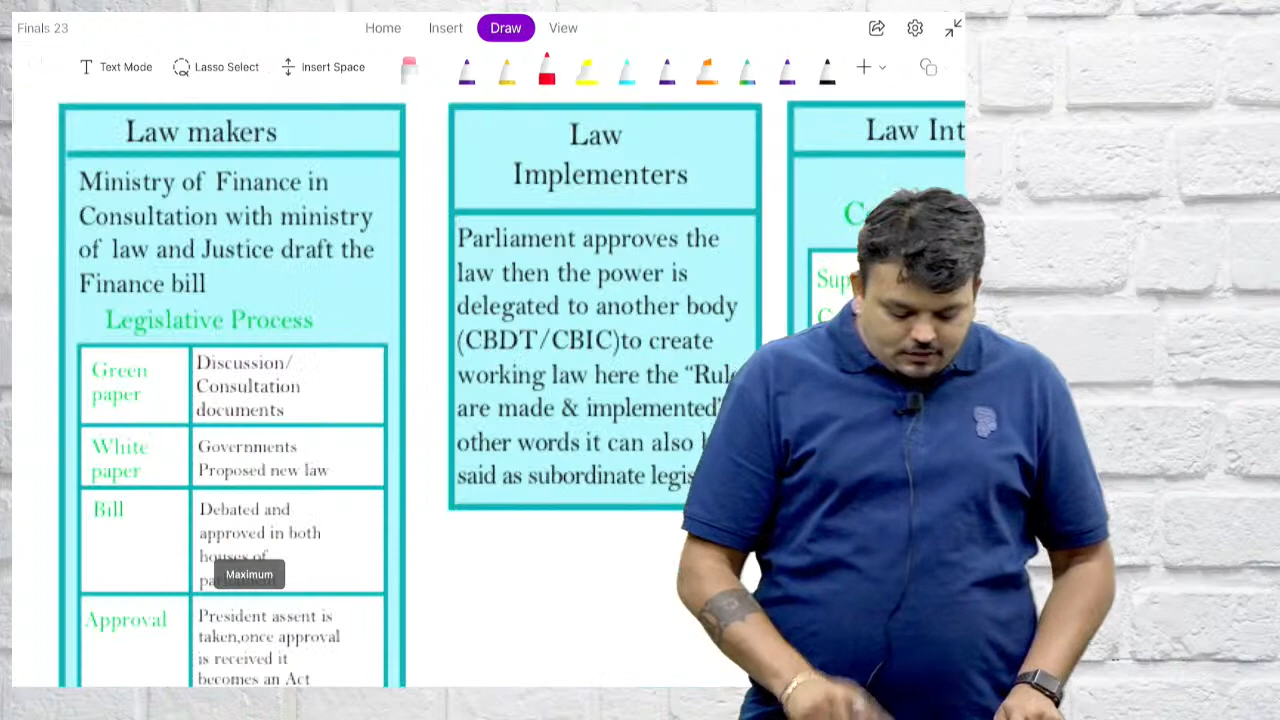 Finals 23
Home Insert Draw View
Text Mode Lasso Select Insert Space
Law makers
Ministry of Finance in
Consultation with ministry
of law and Justice draft the
Finance bill
Legislative Process
Green
paper
Discussion/
Consultation
documents
White
paper
Governments
Proposed new law
Bill
Debated and
approved in both
houses of
Maximum
Approval
President assent is
taken,once approval
is received it
becomes an Act
Law
Implementers
Parliament approves the
law then the power is
delegated to another body
(CBDT/CBIC)to create
working law here the “Rul
are made & implemented”
other words it can also
said as subordinate legis
Law Int
Sup